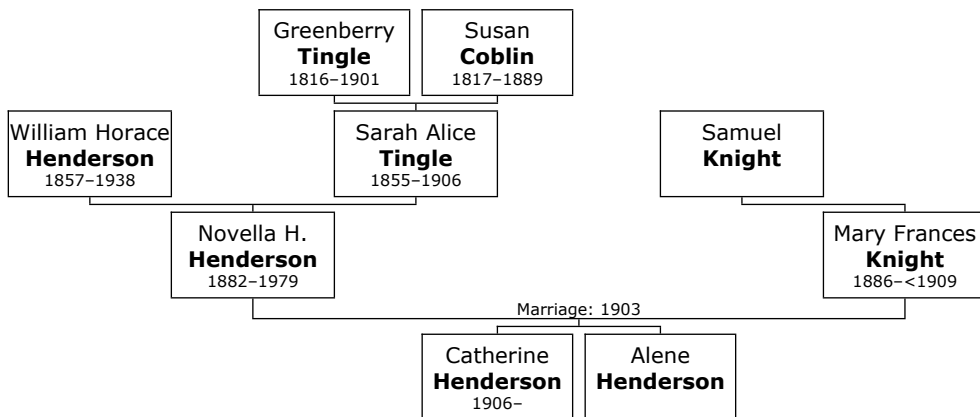 Greenberry
Tingle
1816–1901
Susan
Coblin
1817–1889
William Horace
Henderson
1857–1938
Sarah Alice
Tingle
1855–1906
Samuel
Knight
Novella H.
Henderson
1882–1979
Mary Frances
Knight
1886–<1909
Marriage: 1903
Catherine
Henderson
1906–
Alene
Henderson